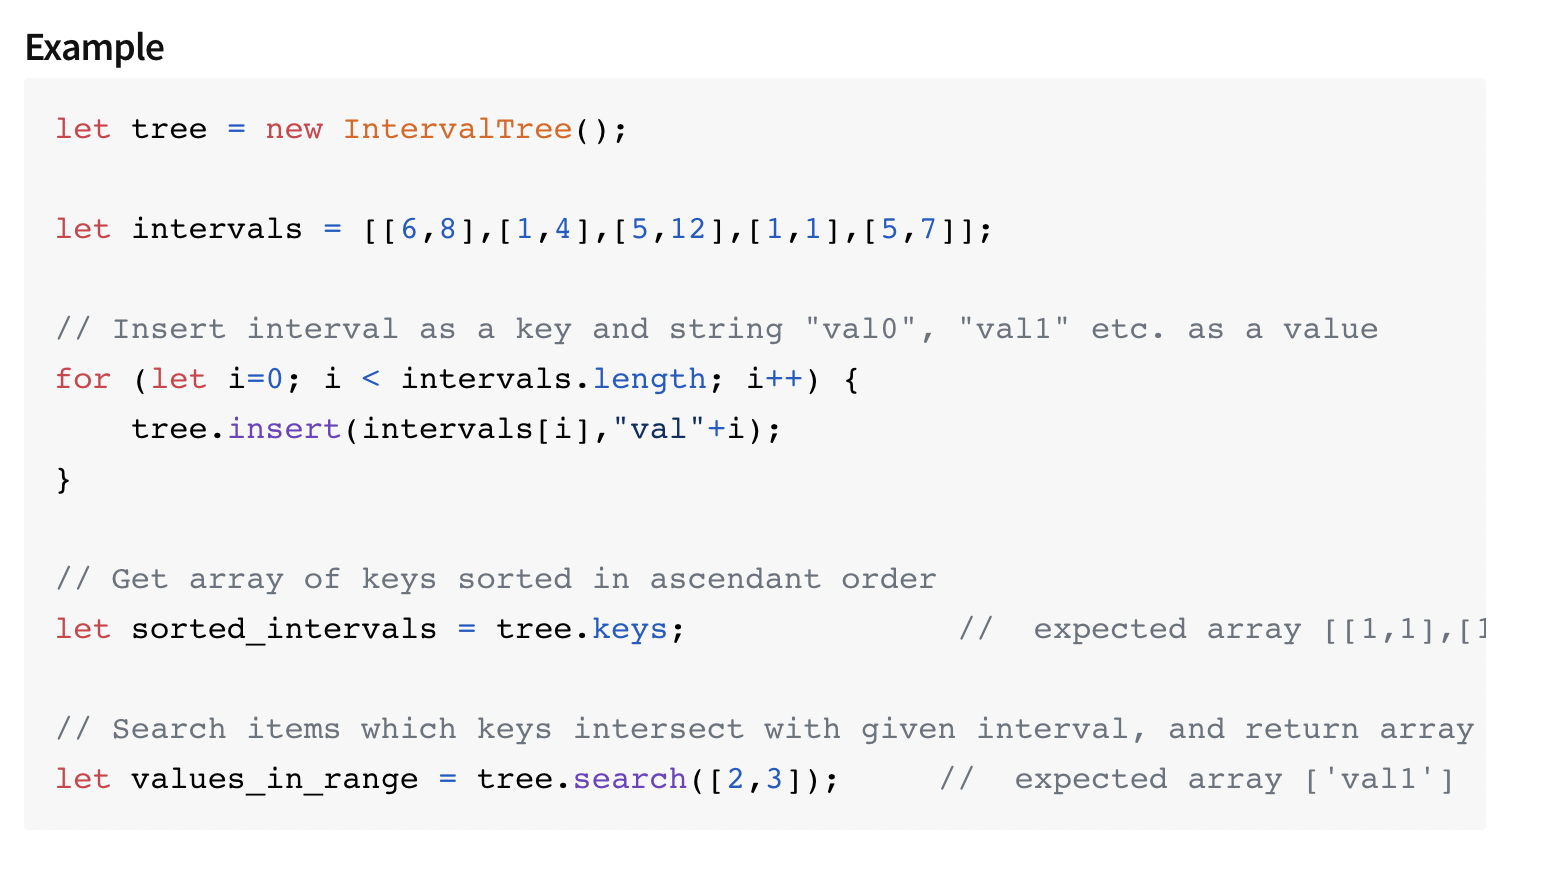 Example
let tree = new IntervalTree();
let intervals = [[6,8],[1,4],[5,12],[1,1],[5,7]];
// Insert interval as a key and string "val0", "val1" etc. as a value
for (let i=0; i < intervals.length; i++) {
    tree.insert(intervals[i],"val"+i);
}
// Get array of keys sorted in ascendant order
let sorted_intervals = tree.keys;              //  expected array [[1,1],[1
// Search items which keys intersect with given interval, and return array
let values_in_range = tree.search([2,3]);     //  expected array ['val1']